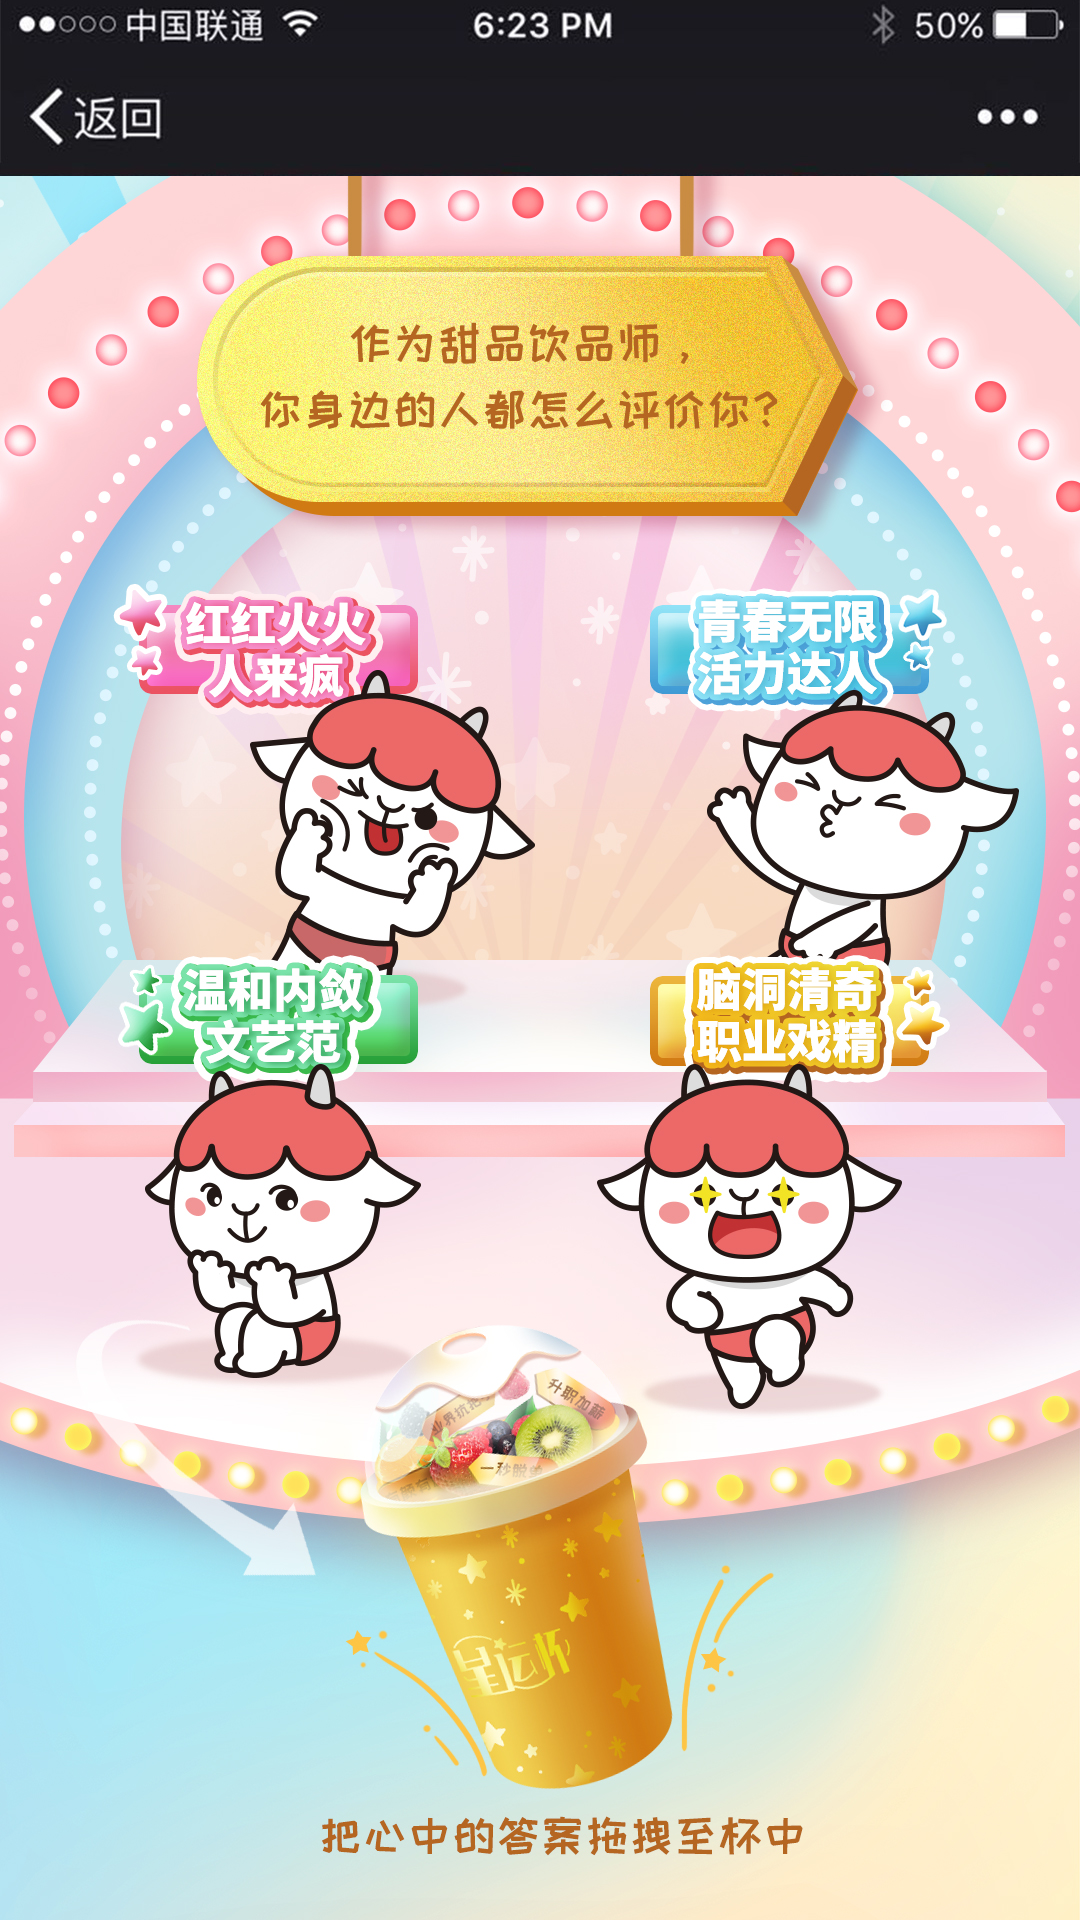 中国联通
6:23 PM
50%
返回
作为甜品饮品师，
你身边的人都怎么评价你？
红红火火
人来疯
青春无限
活力达人
温和内敛
文艺范
脑洞清奇
职业戏精
升职加薪
一秒脱单
星运杯
把心中的答案拖拽至杯中